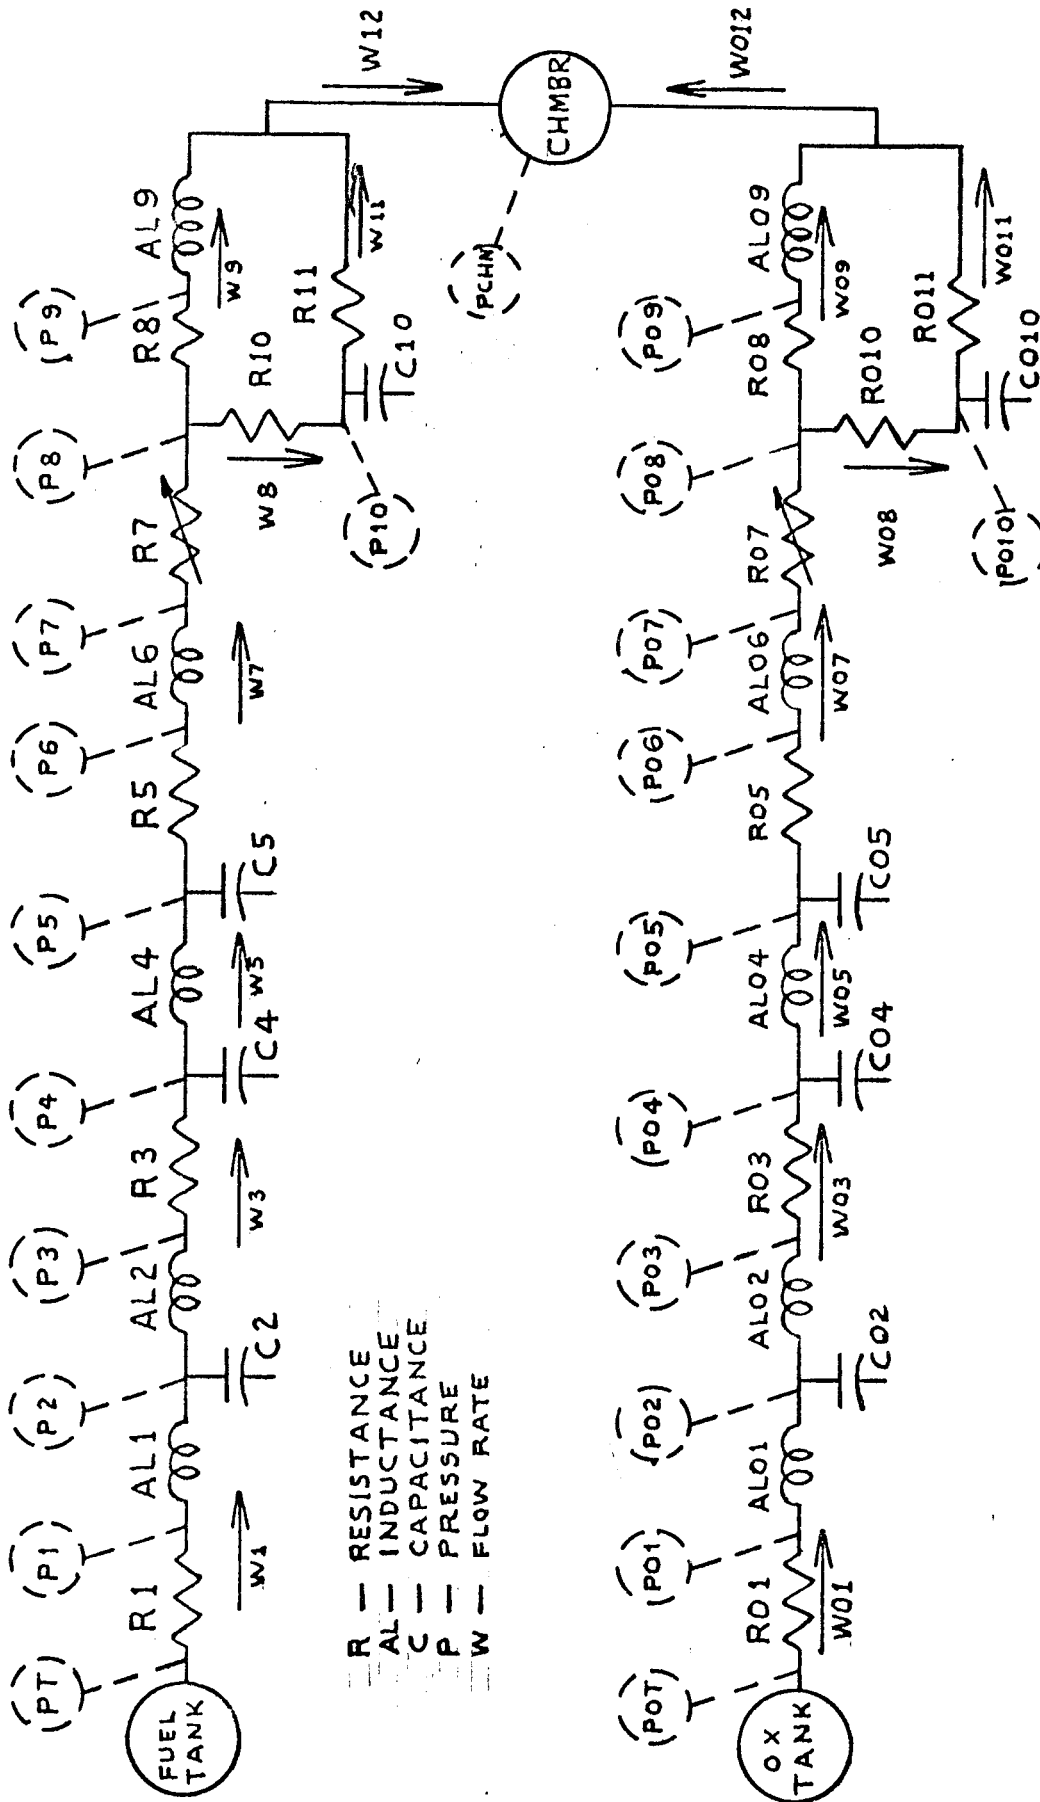 PT
P1
P2
P3
P4
P5
P6
P7
P8
P9
FUEL TANK
R1
AL1
AL2
R3
AL4
R5
AL6
R7
R8
AL9
W1
C2
W3
C4
W5
C5
W7
W8
R10
W9
R11
W11
C10
P10
W12
R — RESISTANCE
AL — INDUCTANCE
C — CAPACITANCE
P — PRESSURE
W — FLOW RATE
PCHN
CHMBR
WO12
POT
PO1
PO2
PO3
PO4
PO5
PO6
PO7
PO8
PO9
OX TANK
RO1
ALO1
ALO2
RO3
ALO4
RO5
ALO6
RO7
RO8
ALO9
WO1
CO2
WO3
CO4
WO5
CO5
WO7
WO8
RO10
WO9
RO11
WO11
CO10
PO10